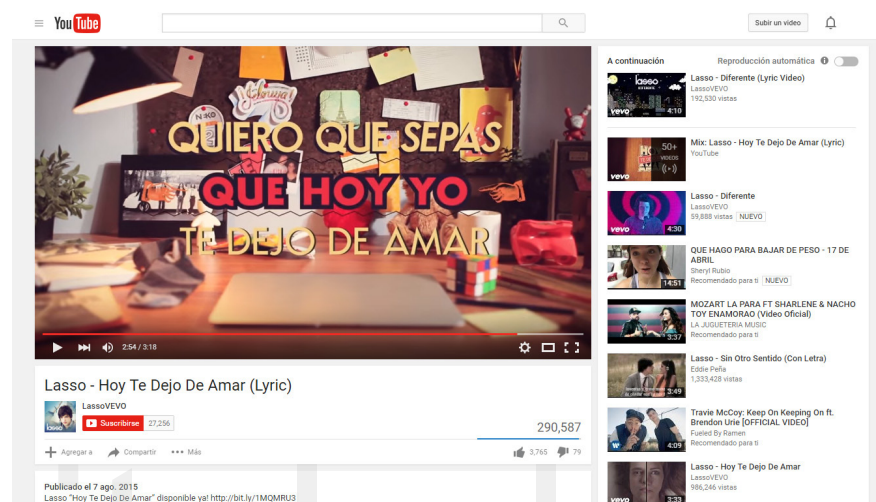 You Tube
Subir un video
QUIERO QUE SEPAS
QUE HOY YO
TE DEJO DE AMAR
2:54 / 3:18
Lasso - Hoy Te Dejo De Amar (Lyric)
LassoVEVO
Suscribirse 27,256
290,587
Agregar a Compartir Más
3,765 79
Publicado el 7 ago. 2015
Lasso "Hoy Te Dejo De Amar" disponible ya! http://bit.ly/1MQMRU3
A continuación Reproducción automática
lasso
vevo 4:10
Lasso - Diferente (Lyric Video)
LassoVEVO
192,530 vistas
50+
VIDEOS
vevo
Mix: Lasso - Hoy Te Dejo De Amar (Lyric)
YouTube
vevo 4:30
Lasso - Diferente
LassoVEVO
59,888 vistas NUEVO
14:51
QUE HAGO PARA BAJAR DE PESO - 17 DE
ABRIL
Sheryl Rubio
Recomendado para ti NUEVO
3:37
MOZART LA PARA FT SHARLENE & NACHO
TOY ENAMORAO (Video Oficial)
LA JUGUETERIA MUSIC
Recomendado para ti
3:49
Lasso - Sin Otro Sentido (Con Letra)
Eddie Peña
1,333,428 vistas
4:09
Travie McCoy: Keep On Keeping On ft.
Brendon Urie [OFFICIAL VIDEO]
Fueled By Ramen
Recomendado para ti
vevo 3:33
Lasso - Hoy Te Dejo De Amar
LassoVEVO
986,246 vistas